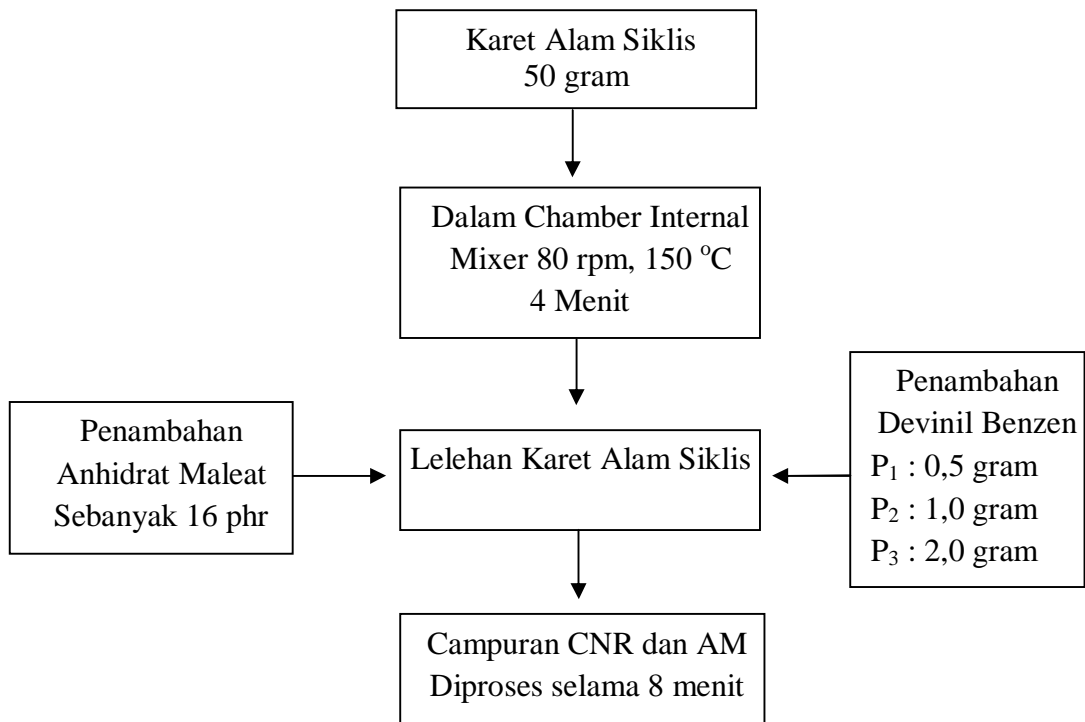 Karet Alam Siklis
50 gram
Dalam Chamber Internal
Mixer 80 rpm, 150 °C
4 Menit
Penambahan
Anhidrat Maleat
Sebanyak 16 phr
Lelehan Karet Alam Siklis
Penambahan
Devinil Benzen
P₁ : 0,5 gram
P₂ : 1,0 gram
P₃ : 2,0 gram
Campuran CNR dan AM
Diproses selama 8 menit